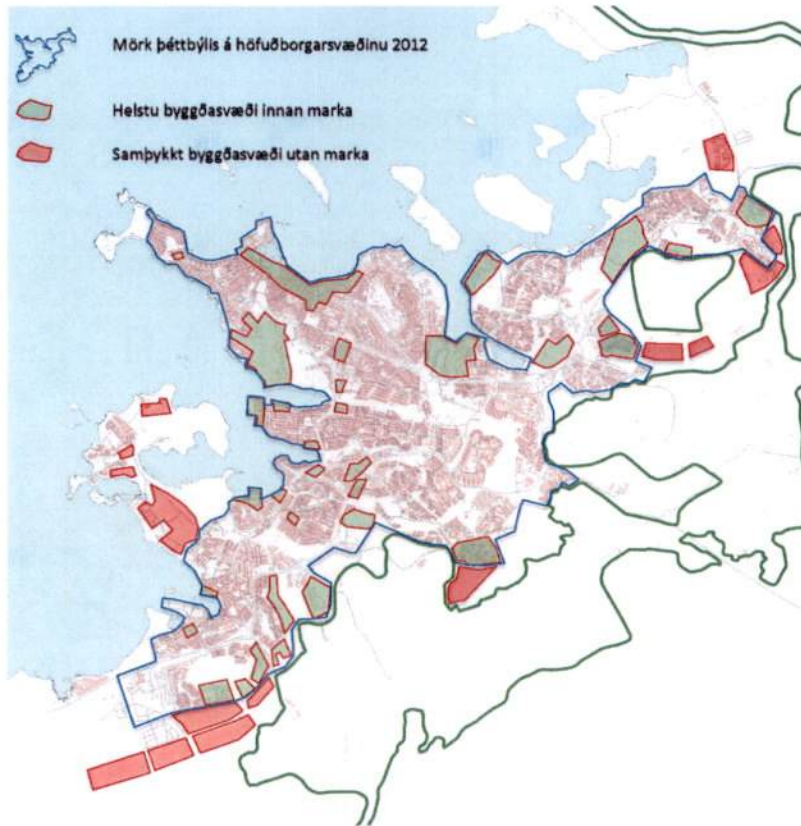 Mörk þéttbýlis á höfuðborgarsvæðinu 2012
Helstu byggðasvæði innan marka
Samþykkt byggðasvæði utan marka